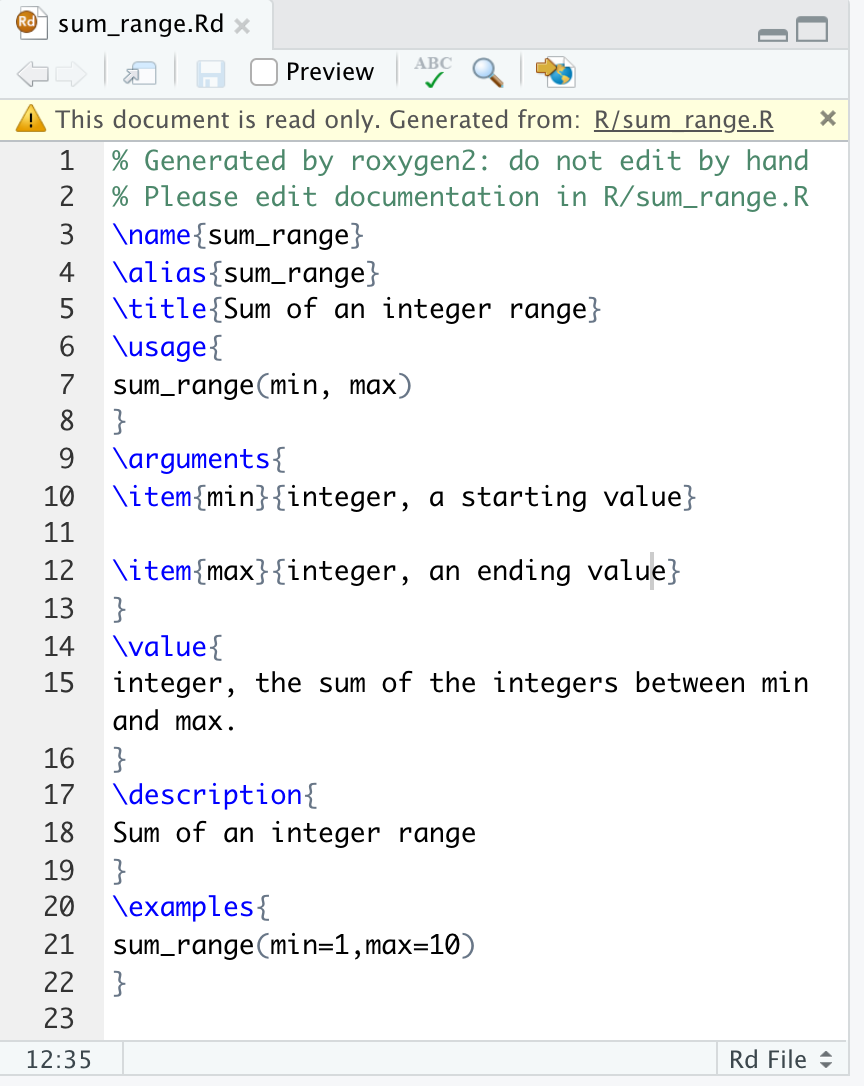 Rd sum_range.Rd
Preview ABC
This document is read only. Generated from: R/sum_range.R
1 % Generated by roxygen2: do not edit by hand
2 % Please edit documentation in R/sum_range.R
3 \name{sum_range}
4 \alias{sum_range}
5 \title{Sum of an integer range}
6 \usage{
7 sum_range(min, max)
8 }
9 \arguments{
10 \item{min}{integer, a starting value}
11
12 \item{max}{integer, an ending value}
13 }
14 \value{
15 integer, the sum of the integers between min
and max.
16 }
17 \description{
18 Sum of an integer range
19 }
20 \examples{
21 sum_range(min=1,max=10)
22 }
23
12:35 Rd File